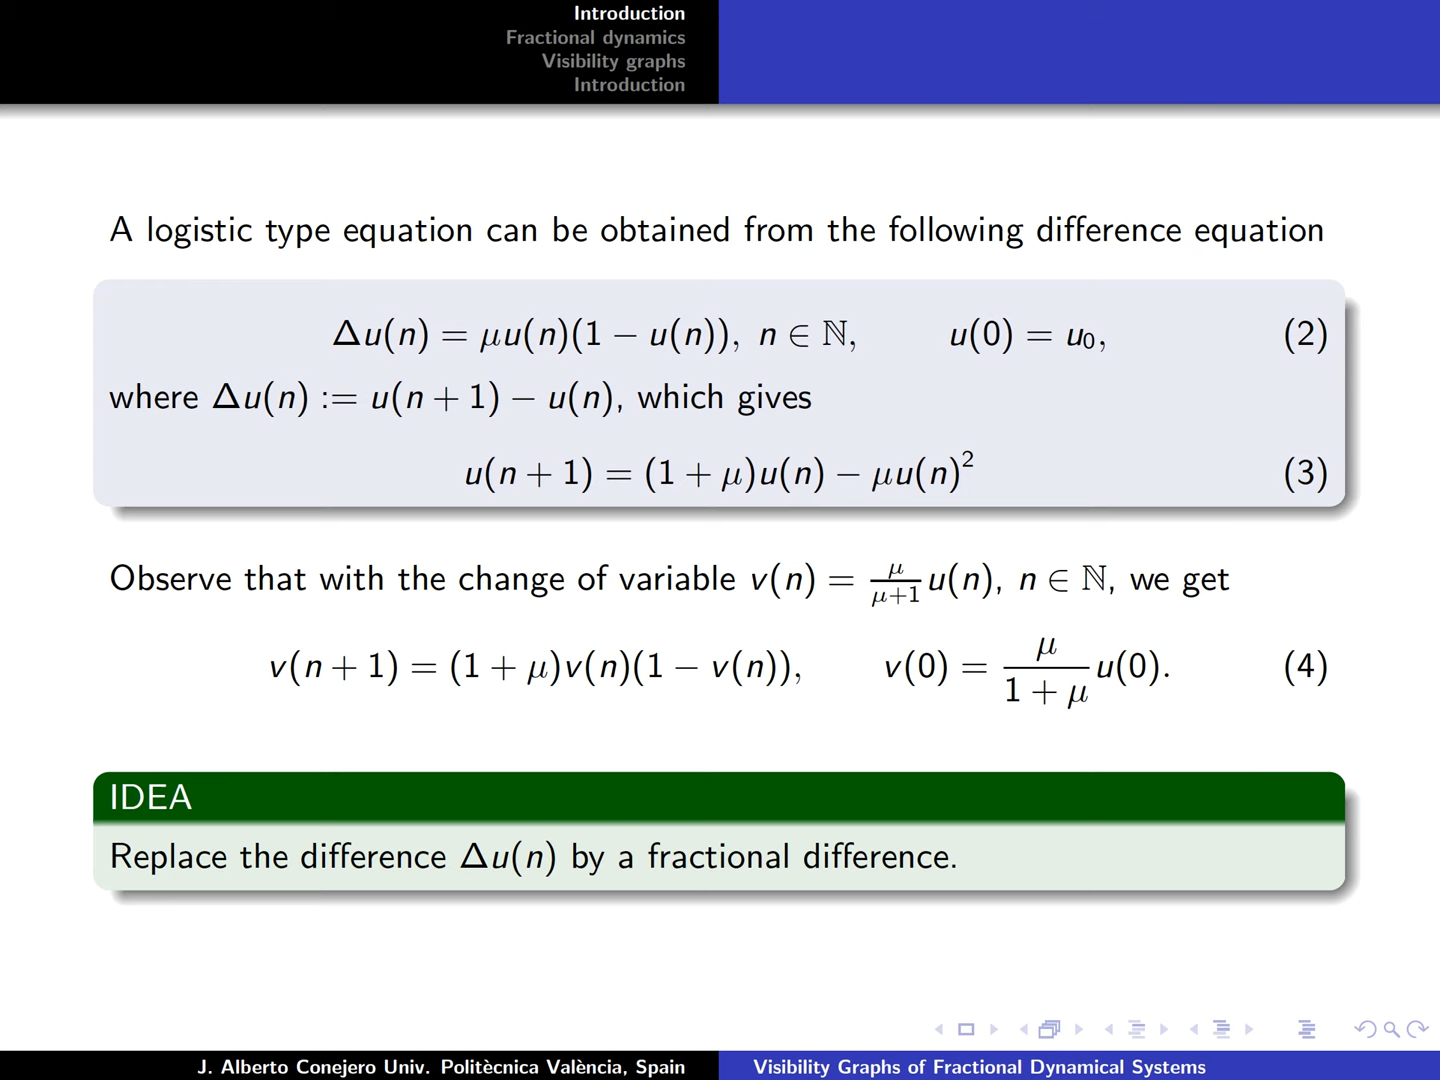 Introduction
Fractional dynamics
Visibility graphs
Introduction
A logistic type equation can be obtained from the following difference equation
Δu(n) = μu(n)(1 − u(n)), n ∈ ℕ, u(0) = u₀, (2)
where Δu(n) := u(n + 1) − u(n), which gives
u(n + 1) = (1 + μ)u(n) − μu(n)² (3)
Observe that with the change of variable v(n) = μ/(μ+1) u(n), n ∈ ℕ, we get
v(n + 1) = (1 + μ)v(n)(1 − v(n)), v(0) = μ/(1 + μ) u(0). (4)
IDEA
Replace the difference Δu(n) by a fractional difference.
J. Alberto Conejero Univ. Politècnica València, Spain
Visibility Graphs of Fractional Dynamical Systems